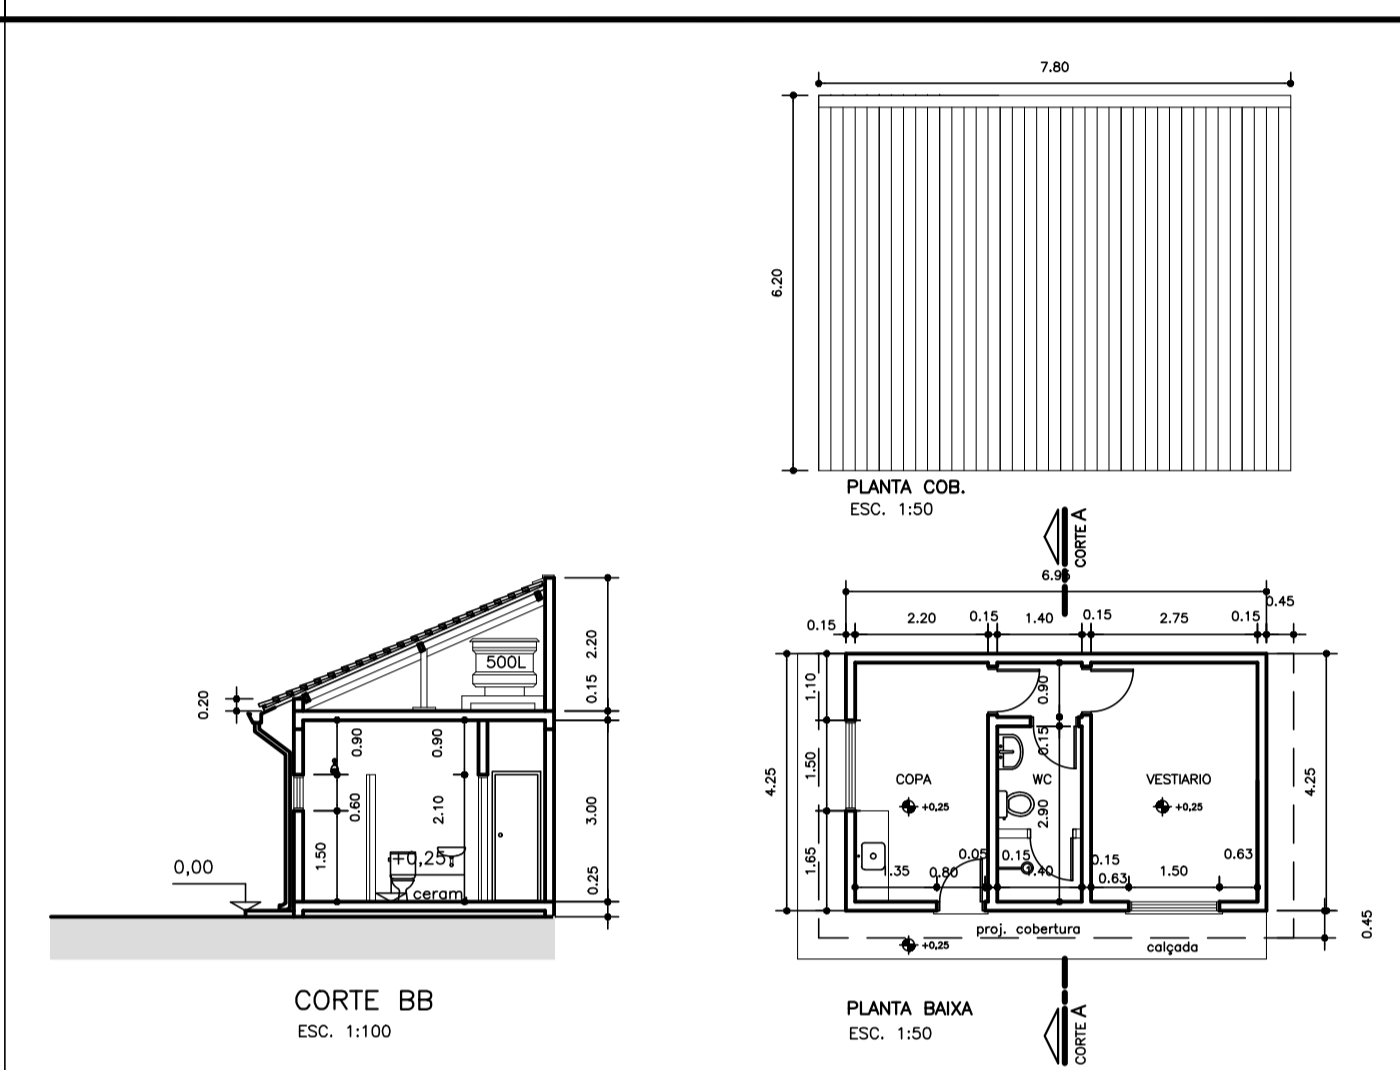 7.80
6.20
PLANTA COB.
ESC. 1:50
CORTE A
6.95
0.45
0.15
2.20
0.15
1.40
0.15
2.75
0.15
1.10
1.50
1.65
4.25
0.90
0.15
2.90
COPA
+0,25
WC
VESTIARIO
+0,25
4.25
0.05
0.15
0.15
0.63
1.35
0.80
1.40
0.63
1.50
proj. cobertura
+0,25
calçada
0.45
PLANTA BAIXA
ESC. 1:50
CORTE A
500L
2.20
0.15
3.00
0.25
0.20
0.90
0.90
0.60
2.10
1.50
+0,25
ceram
0,00
CORTE BB
ESC. 1:100